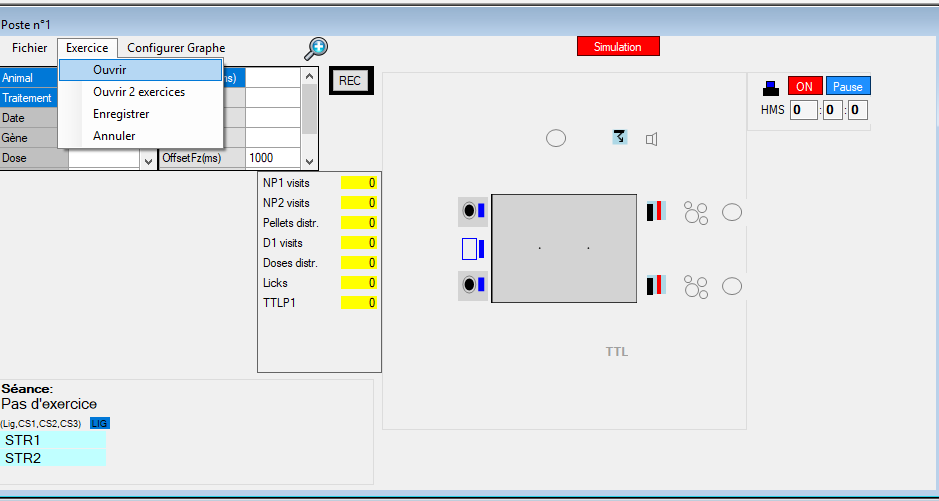 Poste n°1
Fichier Exercice Configurer Graphe
Simulation
Ouvrir
Ouvrir 2 exercices
Enregistrer
Annuler
Animal ns)
Traitement
Date
Gêne
Dose OffsetFz(ms) 1000
REC
ON Pause
HMS 0 : 0 : 0
NP1 visits 0
NP2 visits 0
Pellets distr. 0
D1 visits 0
Doses distr. 0
Licks 0
TTLP1 0
TTL
Séance:
Pas d'exercice
(Lig,CS1,CS2,CS3) LIG
STR1
STR2